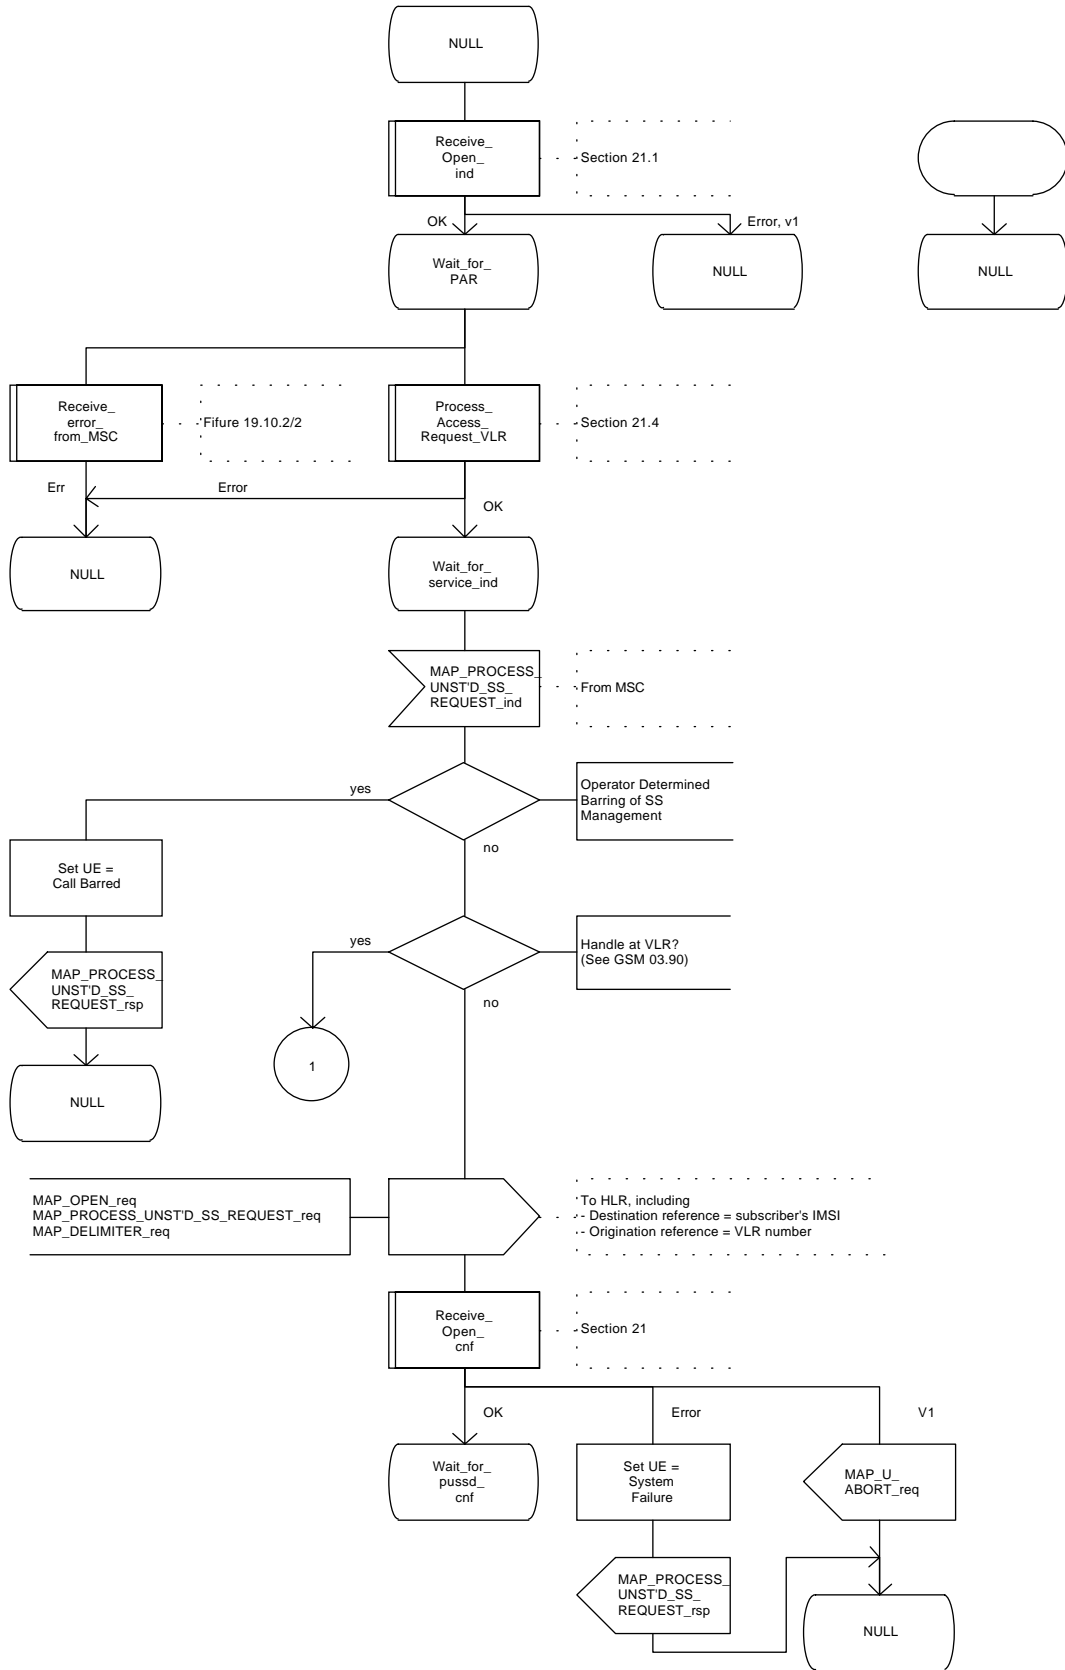 NULL
Receive_
Open_
ind
Section 21.1
OK
Error, v1
Wait_for_
PAR
NULL
NULL
Receive_
error_
from_MSC
Fifure 19.10.2/2
Process_
Access_
Request_VLR
Section 21.4
Err
Error
OK
NULL
Wait_for_
service_ind
MAP_PROCESS_
UNST'D_SS_
REQUEST_ind
From MSC
yes
Operator Determined
Barring of SS
Management
no
Set UE =
Call Barred
yes
Handle at VLR?
(See GSM 03.90)
no
MAP_PROCESS_
UNST'D_SS_
REQUEST_rsp
1
NULL
MAP_OPEN_req
MAP_PROCESS_UNST'D_SS_REQUEST_req
MAP_DELIMITER_req
To HLR, including
- Destination reference = subscriber's IMSI
- Origination reference = VLR number
Receive_
Open_
cnf
Section 21
OK
Error
V1
Wait_for_
pussd_
cnf
Set UE =
System
Failure
MAP_U_
ABORT_req
MAP_PROCESS_
UNST'D_SS_
REQUEST_rsp
NULL